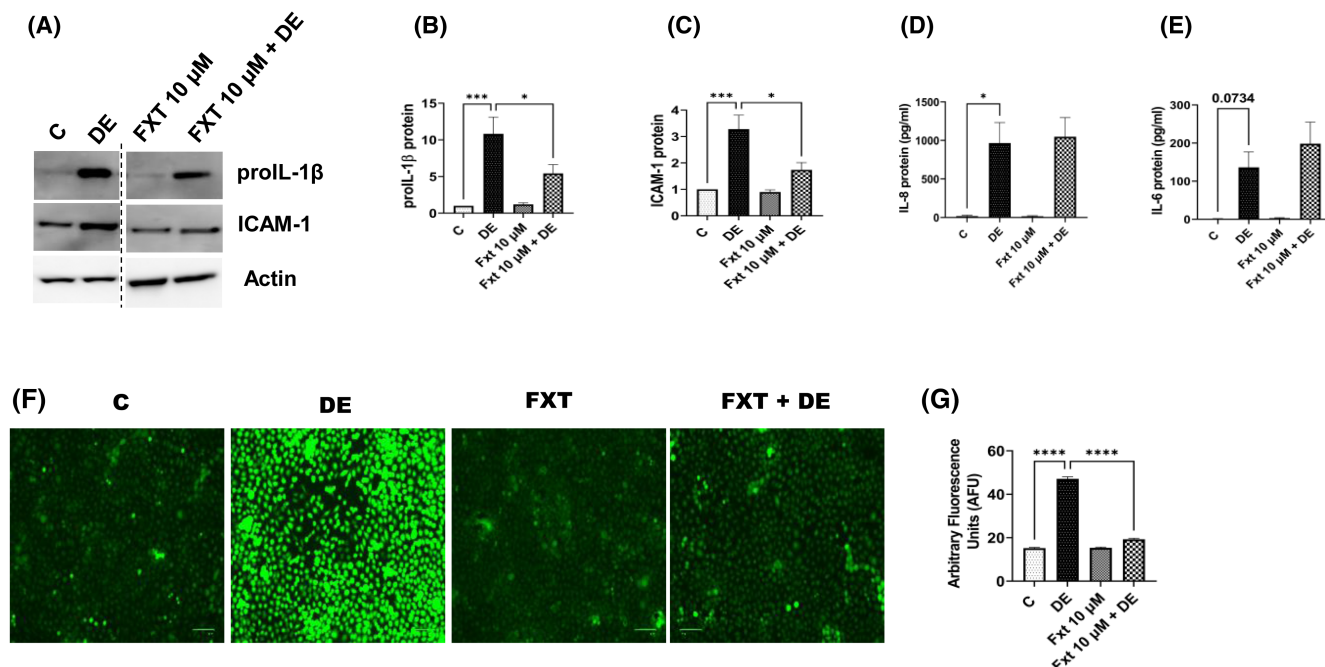 (A)
C
DE
FXT 10 µM
FXT 10 µM + DE
proIL-1β
ICAM-1
Actin
(B)
proIL-1β protein
15
10
5
0
***
*
C
DE
Fxt 10 µM
Fxt 10 µM + DE
(C)
ICAM-1 protein
4
3
2
1
0
***
*
C
DE
Fxt 10 µM
Fxt 10 µM + DE
(D)
IL-8 protein (pg/ml)
1500
1000
500
0
*
C
DE
Fxt 10 µM
Fxt 10 µM + DE
(E)
IL-6 protein (pg/ml)
300
200
100
0
0.0734
C
DE
Fxt 10 µM
Fxt 10 µM + DE
(F)
C
DE
FXT
FXT + DE
(G)
Arbitrary Fluorescence
Units (AFU)
60
40
20
0
****
****
C
DE
Fxt 10 µM
Fxt 10 µM + DE